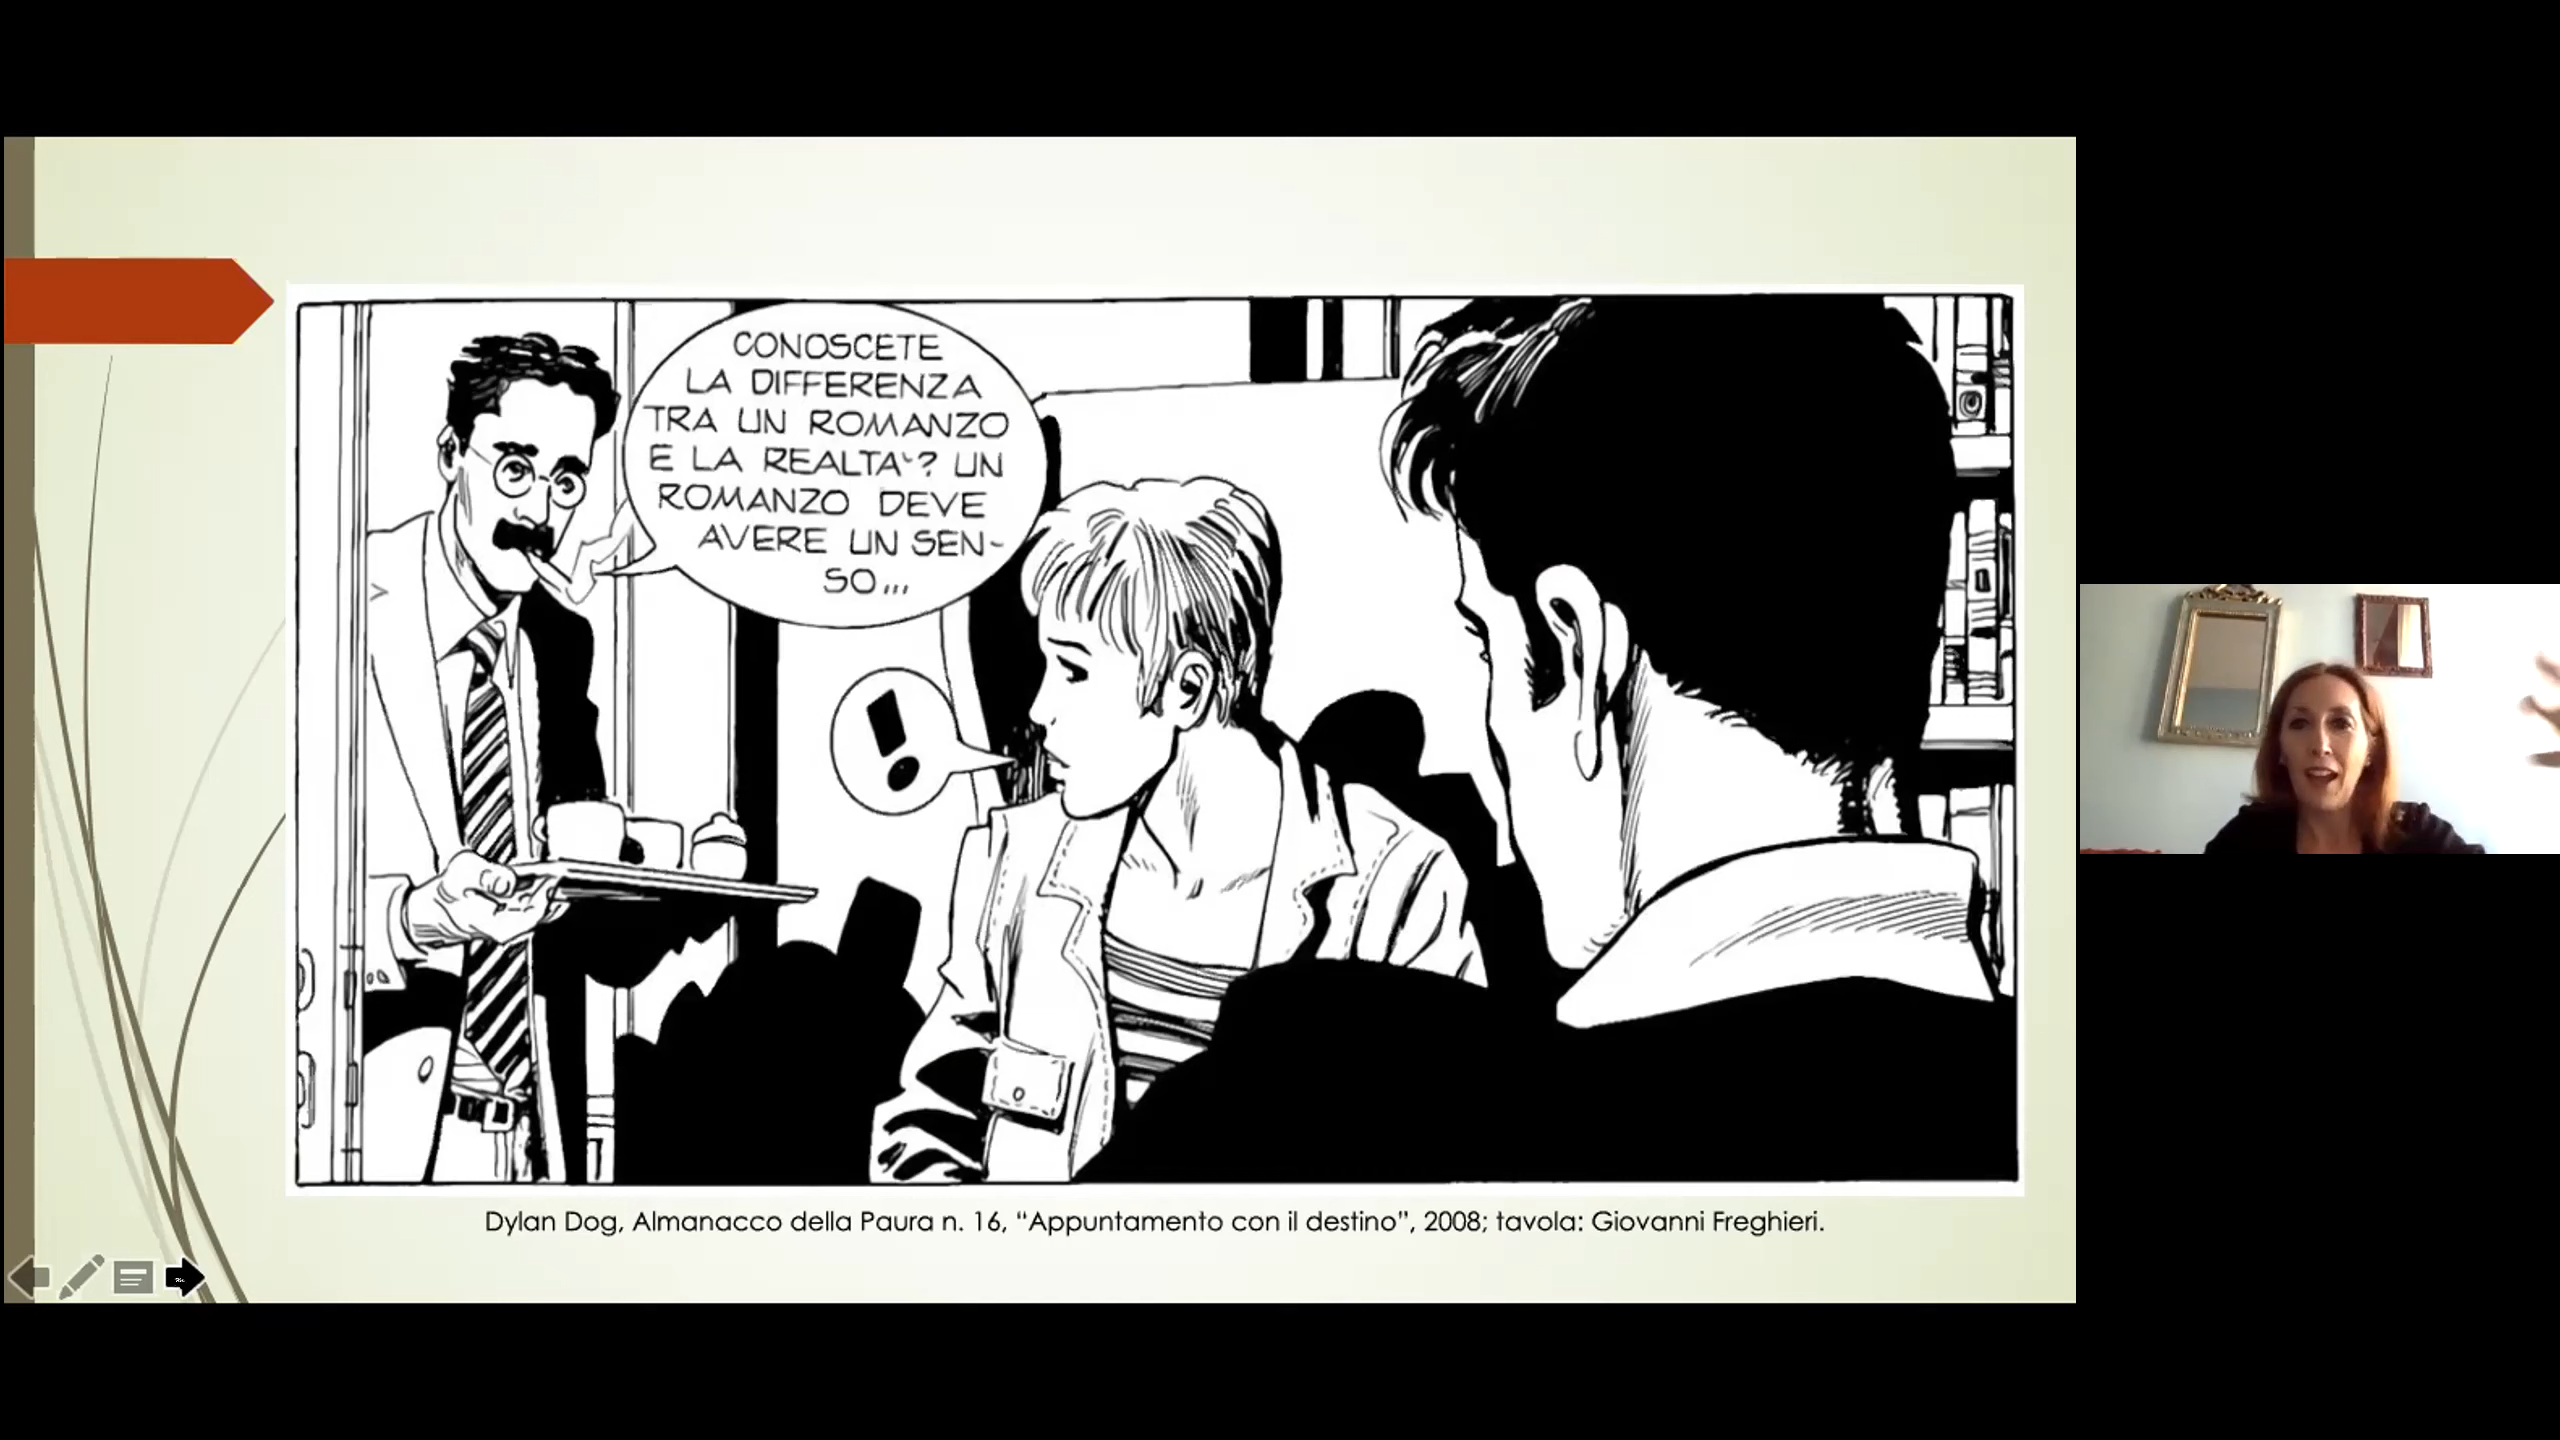 CONOSCETE
LA DIFFERENZA
TRA UN ROMANZO
E LA REALTA'? UN
ROMANZO DEVE
AVERE UN SEN-
SO...
!
Dylan Dog, Almanacco della Paura n. 16, “Appuntamento con il destino”, 2008; tavola: Giovanni Freghieri.